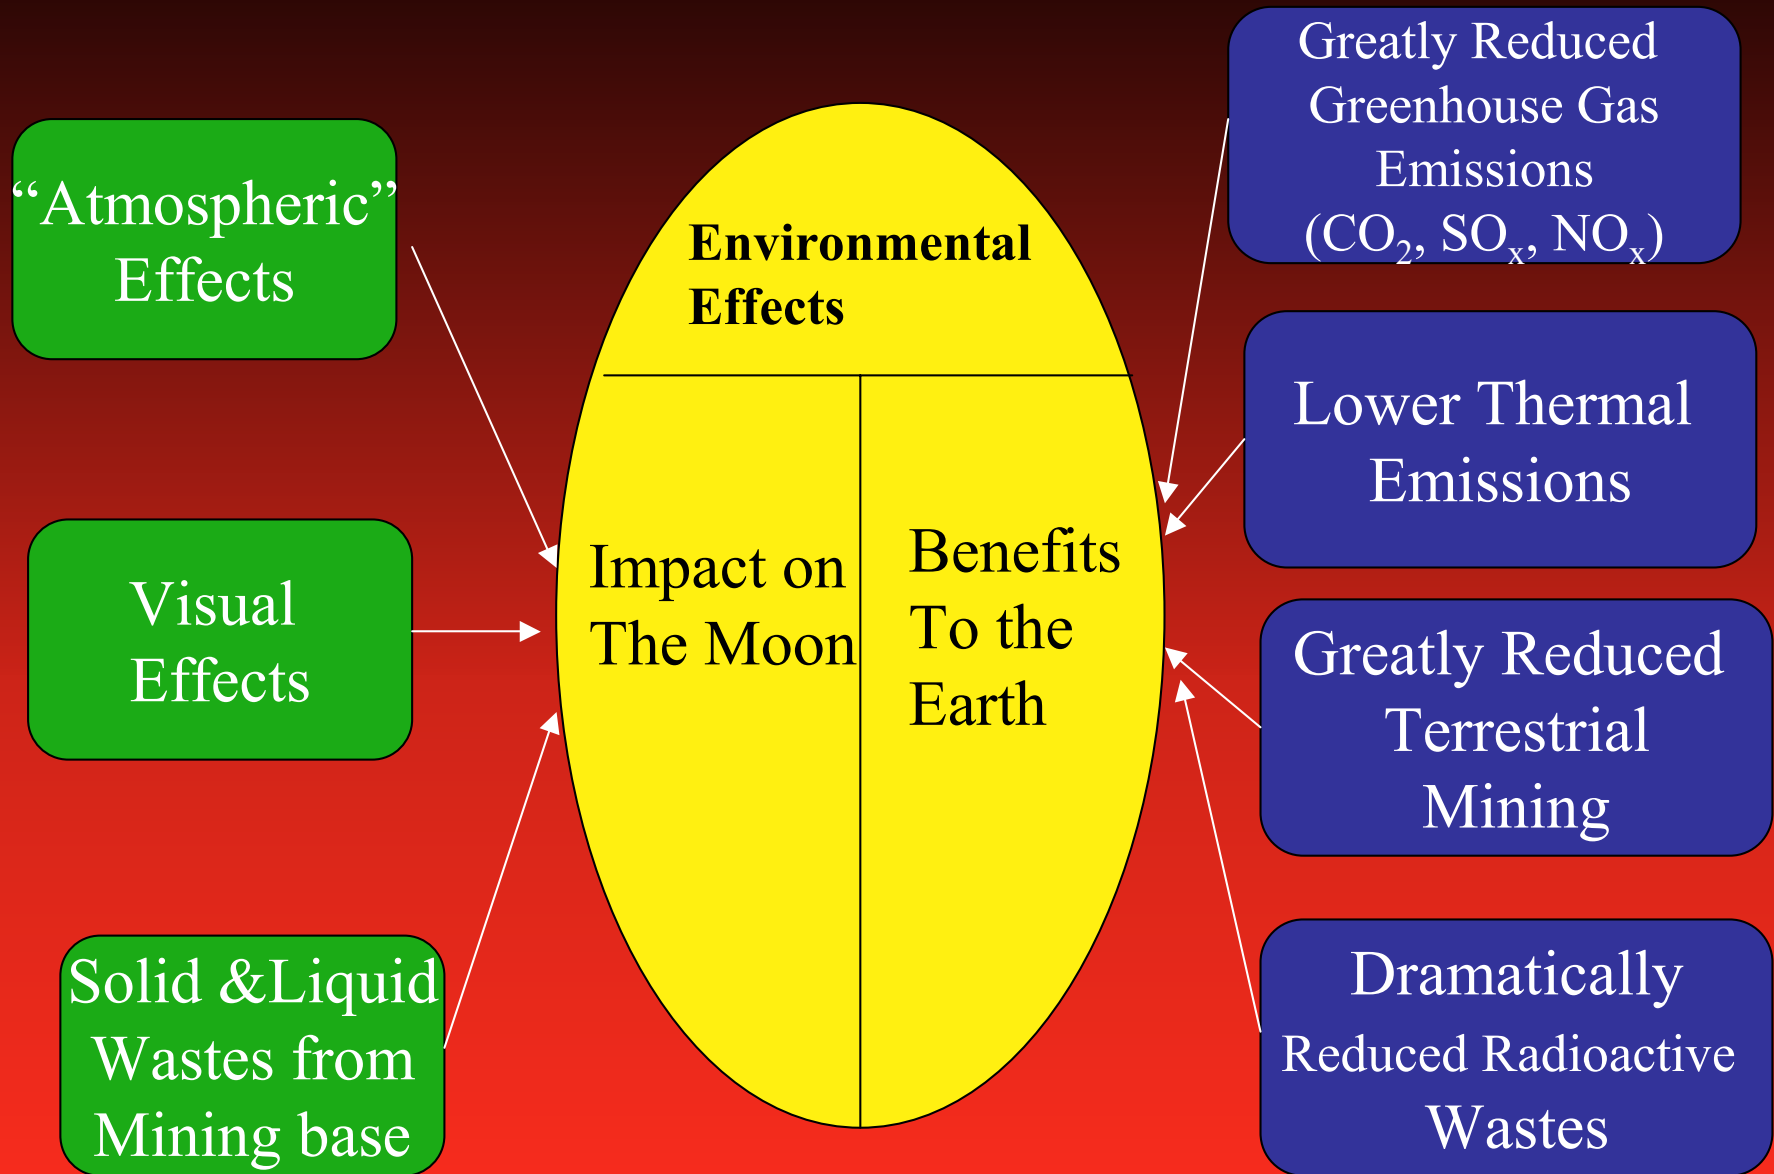 “Atmospheric”
Effects
Visual
Effects
Solid &Liquid
Wastes from
Mining base
Environmental
Effects
Impact on
The Moon
Benefits
To the
Earth
Greatly Reduced
Greenhouse Gas
Emissions
(CO₂, SOₓ, NOₓ)
Lower Thermal
Emissions
Greatly Reduced
Terrestrial
Mining
Dramatically
Reduced Radioactive
Wastes